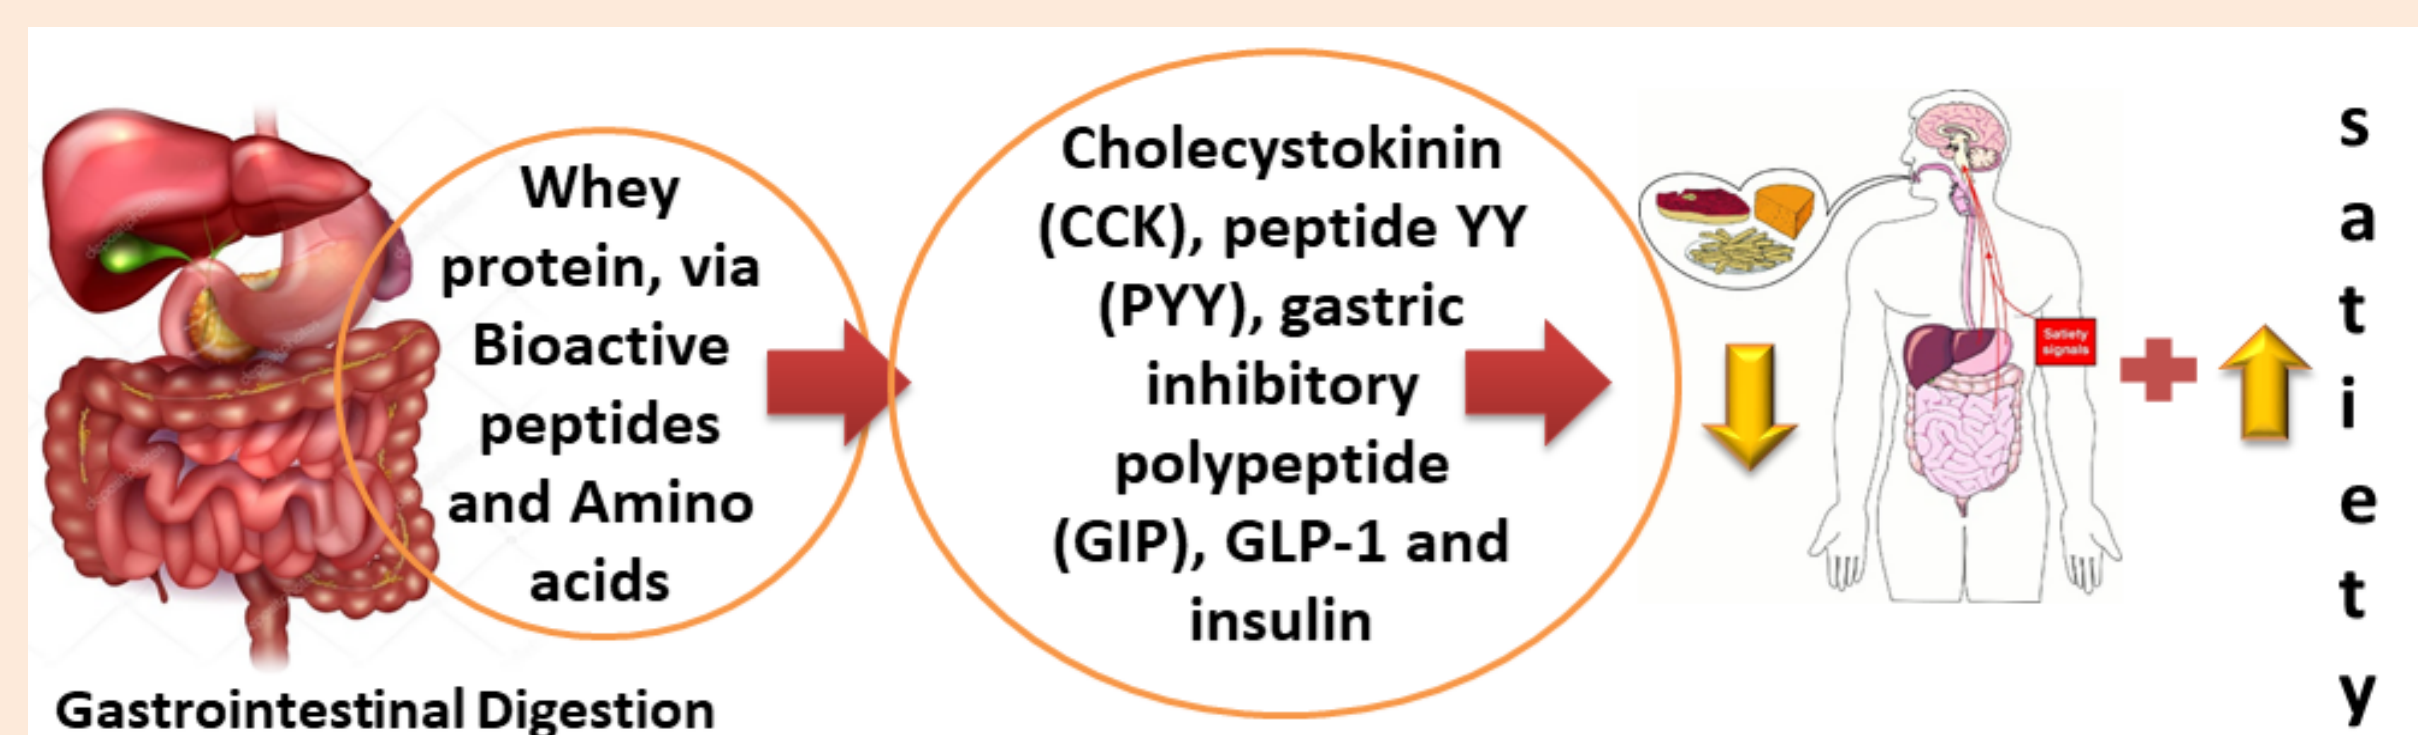 Whey
protein, via
Bioactive
peptides
and Amino
acids
Gastrointestinal Digestion
Cholecystokinin
(CCK), peptide YY
(PYY), gastric
inhibitory
polypeptide
(GIP), GLP-1 and
insulin
Satiety
signals
s
a
t
i
e
t
y